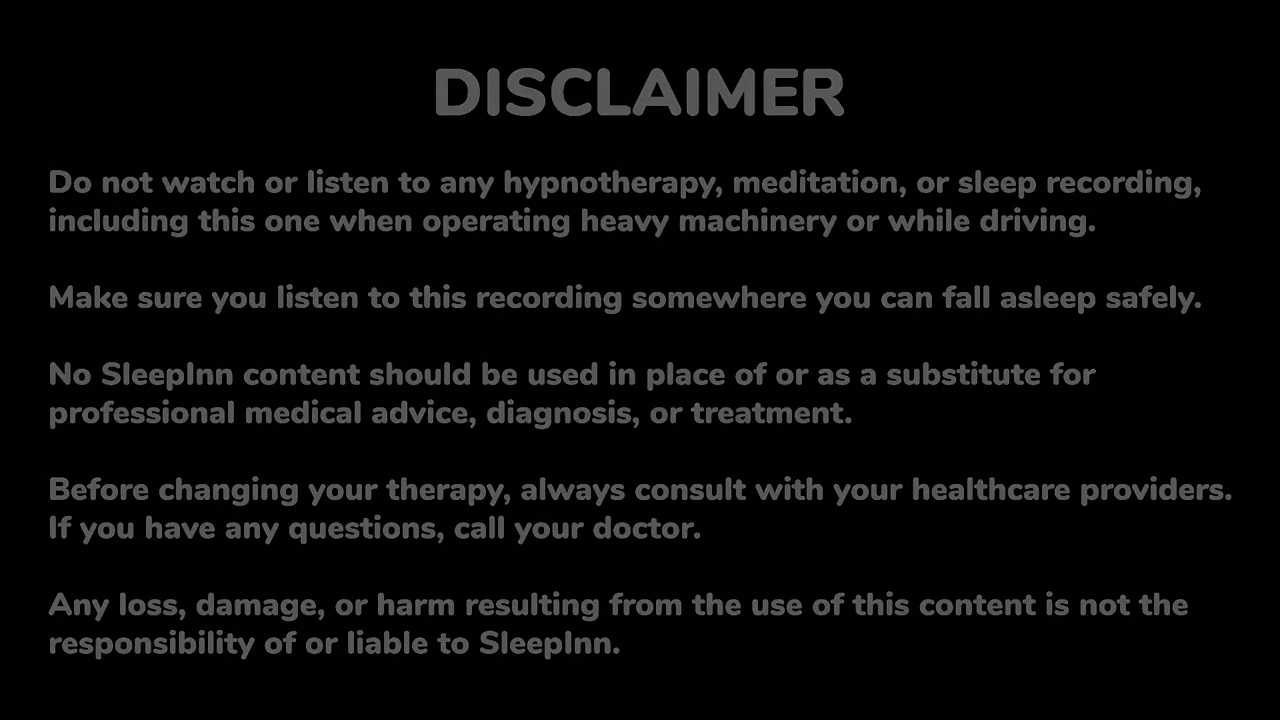 DISCLAIMER
Do not watch or listen to any hypnotherapy, meditation, or sleep recording,
including this one when operating heavy machinery or while driving.
Make sure you listen to this recording somewhere you can fall asleep safely.
No SleepInn content should be used in place of or as a substitute for
professional medical advice, diagnosis, or treatment.
Before changing your therapy, always consult with your healthcare providers.
If you have any questions, call your doctor.
Any loss, damage, or harm resulting from the use of this content is not the
responsibility of or liable to SleepInn.